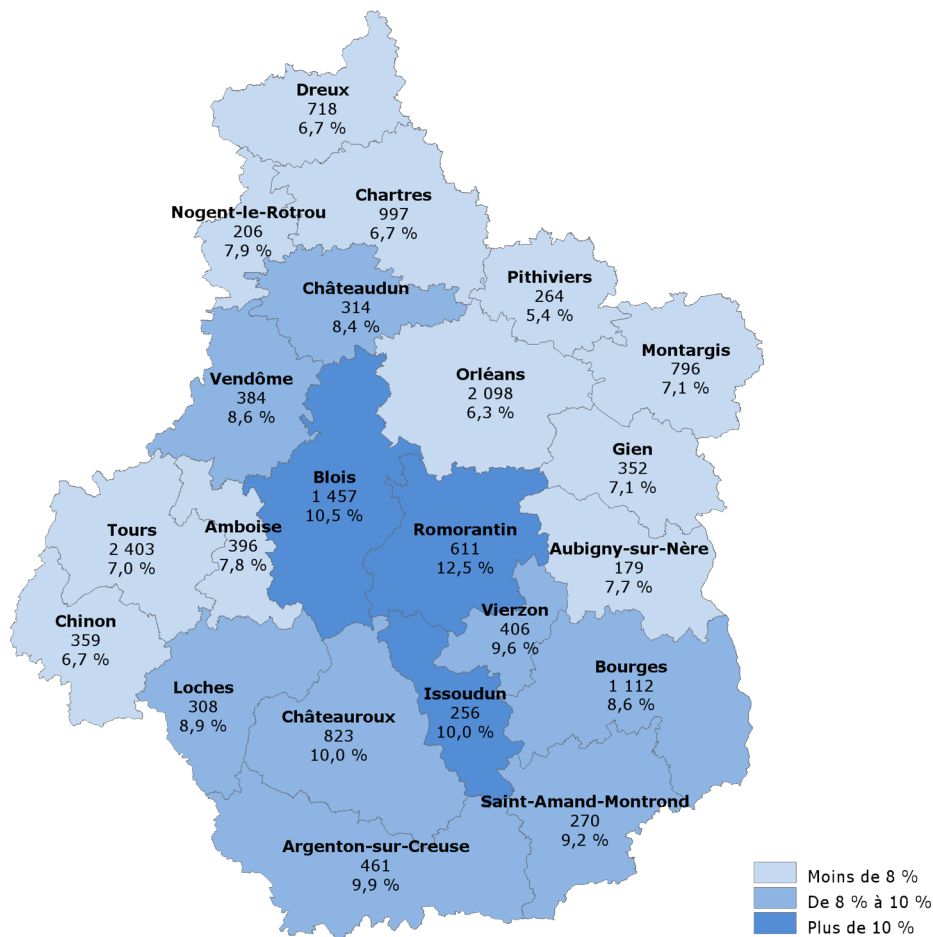 Dreux
718
6,7 %
Chartres
997
6,7 %
Nogent-le-Rotrou
206
7,9 %
Châteaudun
314
8,4 %
Pithiviers
264
5,4 %
Montargis
796
7,1 %
Orléans
2 098
6,3 %
Vendôme
384
8,6 %
Gien
352
7,1 %
Blois
1 457
10,5 %
Tours
2 403
7,0 %
Amboise
396
7,8 %
Romorantin
611
12,5 %
Aubigny-sur-Nère
179
7,7 %
Chinon
359
6,7 %
Vierzon
406
9,6 %
Bourges
1 112
8,6 %
Loches
308
8,9 %
Issoudun
256
10,0 %
Châteauroux
823
10,0 %
Saint-Amand-Montrond
270
9,2 %
Argenton-sur-Creuse
461
9,9 %
Moins de 8 %
De 8 % à 10 %
Plus de 10 %